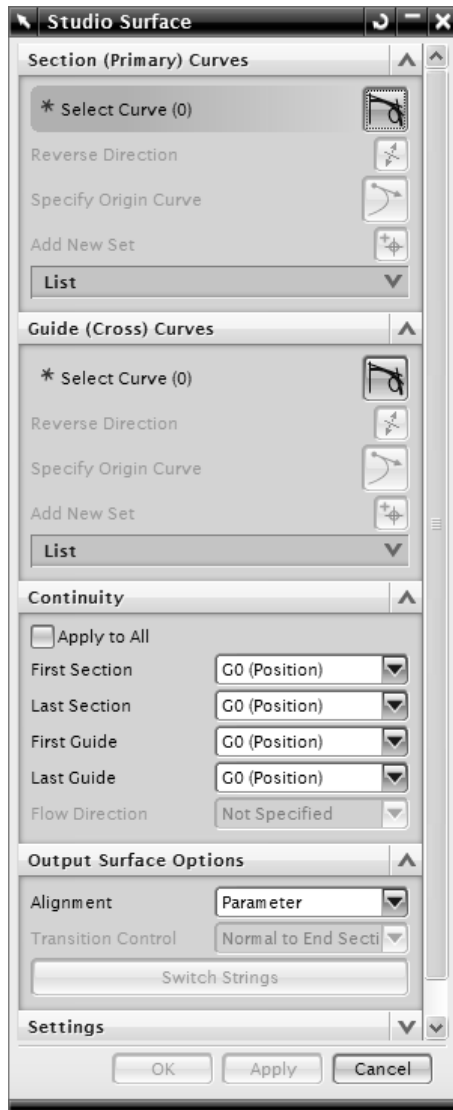 Studio Surface
Section (Primary) Curves
* Select Curve (0)
Reverse Direction
Specify Origin Curve
Add New Set
List
Guide (Cross) Curves
* Select Curve (0)
Reverse Direction
Specify Origin Curve
Add New Set
List
Continuity
Apply to All
First Section G0 (Position)
Last Section G0 (Position)
First Guide G0 (Position)
Last Guide G0 (Position)
Flow Direction Not Specified
Output Surface Options
Alignment Parameter
Transition Control Normal to End Secti
Switch Strings
Settings
OK Apply Cancel